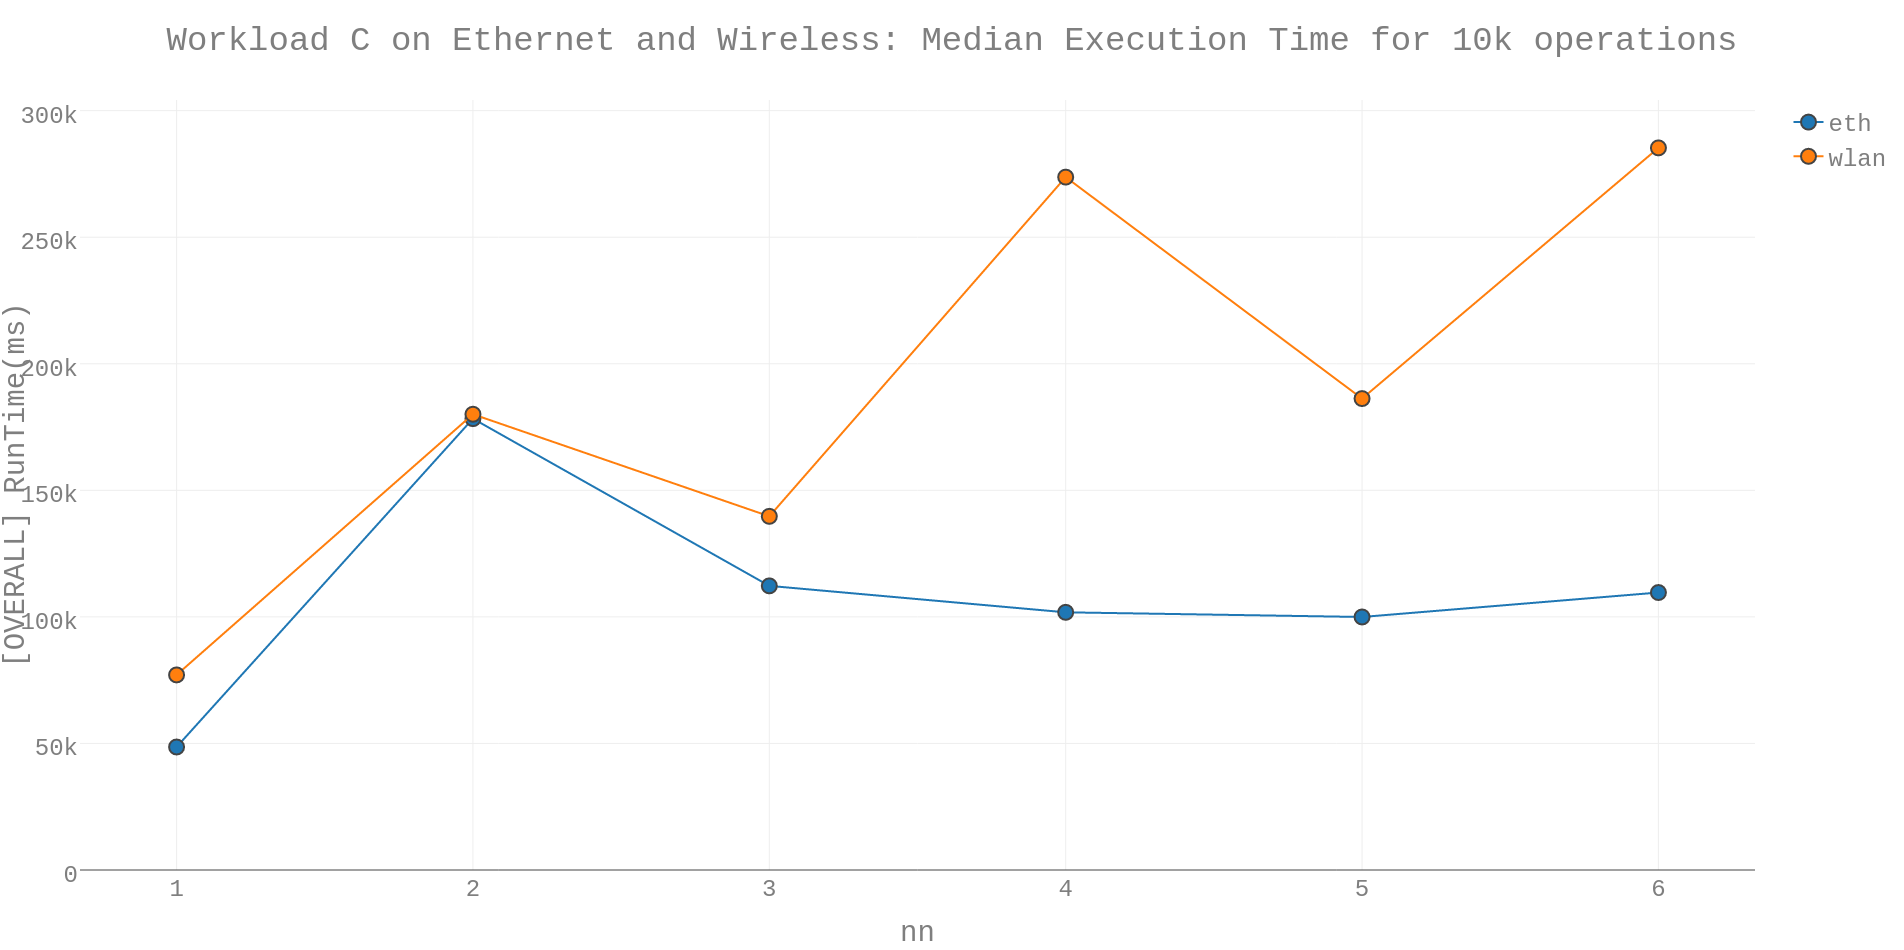 Workload C on Ethernet and Wireless: Median Execution Time for 10k operations
eth
wlan
[OVERALL] RunTime(ms)
300k
250k
200k
150k
100k
50k
0
1 2 3 4 5 6
nn